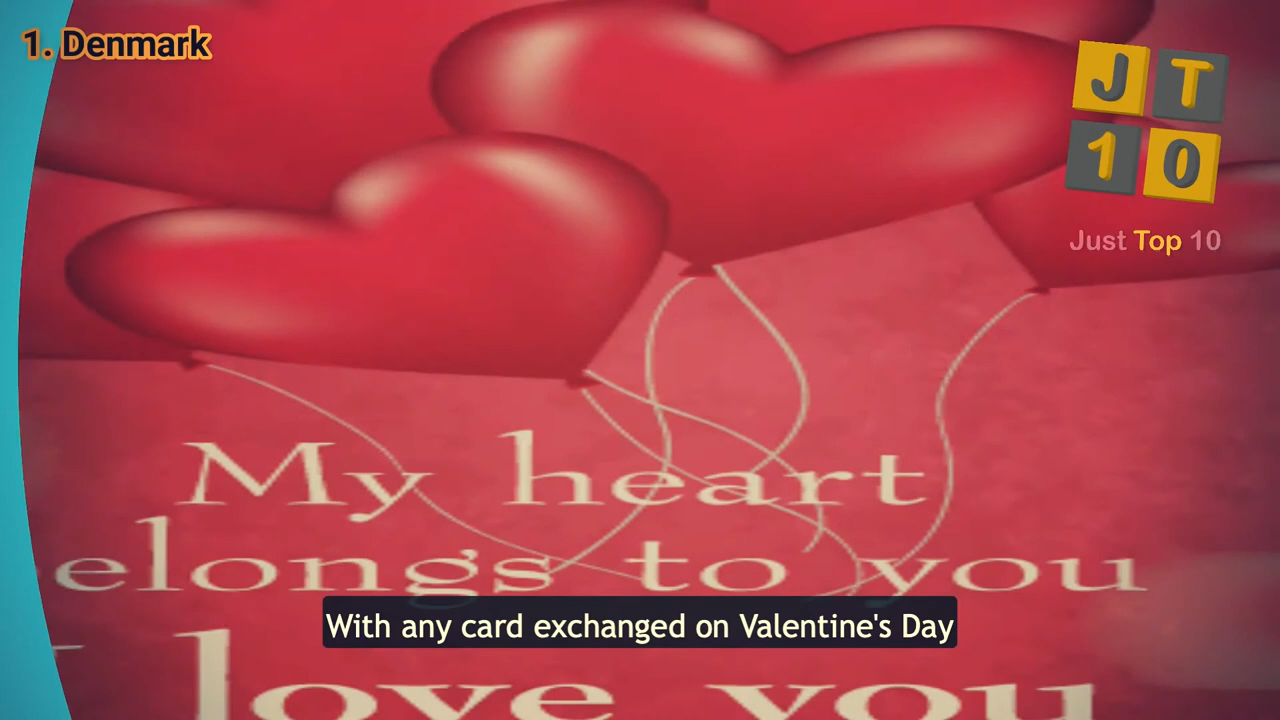 1. Denmark
J T
1 0
Just Top 10
My heart
elongs to you
love you
With any card exchanged on Valentine's Day